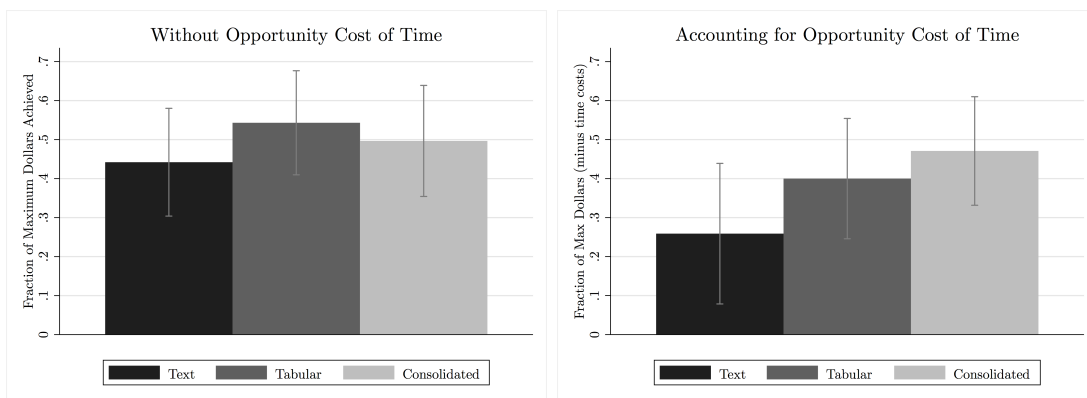 Without Opportunity Cost of Time
Fraction of Maximum Dollars Achieved
.7
.6
.5
.4
.3
.2
.1
0
Text
Tabular
Consolidated
Accounting for Opportunity Cost of Time
Fraction of Max Dollars (minus time costs)
.7
.6
.5
.4
.3
.2
.1
0
Text
Tabular
Consolidated